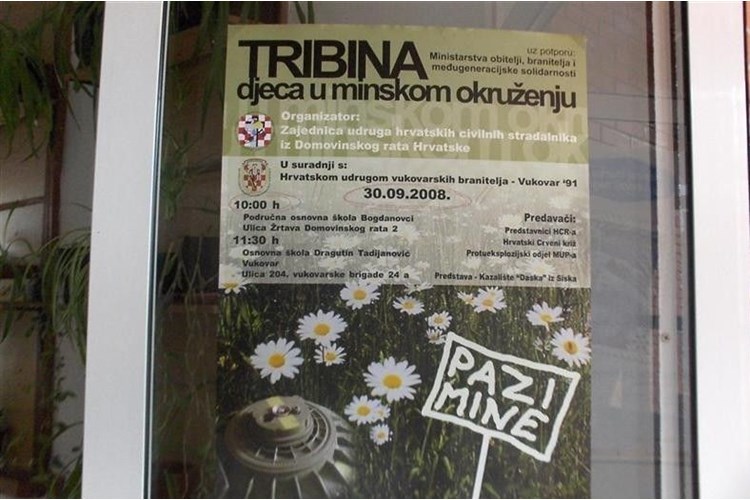 TRIBINA
uz potporu:
Ministarstva obitelji, branitelja i
međugeneracijske solidarnosti
djeca u minskom okruženju
Organizator:
Zajednica udruga hrvatskih civilnih stradalnika
iz Domovinskog rata Hrvatske
U suradnji s:
Hrvatskom udrugom vukovarskih branitelja - Vukovar '91
30.09.2008.
10:00 h
Područna osnovna škola Bogdanovci
Ulica Žrtava Domovinskog rata 2
11:30 h
Osnovna škola Dragutin Tadijanović
Vukovar
Ulica 204. vukovarske brigade 24 a
Predavači:
Predstavnici HCR-a
Hrvatski Crveni križ
Protueksplozijski odjel MUP-a
Predstava - Kazalište "Daska" iz Siska
PAZI
MINE